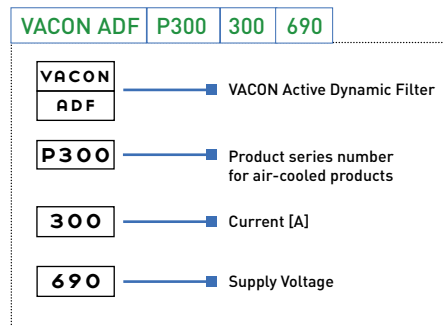 VACON ADF P300 300 690
VACON
ADF
VACON Active Dynamic Filter
P300
Product series number
for air-cooled products
300
Current [A]
690
Supply Voltage